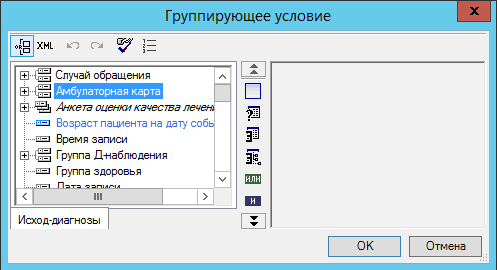 Группирующее условие
XML
Случай обращения
Амбулаторная карта
Анкета оценки качества лечени
Возраст пациента на дату собы
Время записи
Группа Д-наблюдения
Группа здоровья
Дата записи
ИЛИ
И
Исход-диагнозы
OK
Отмена